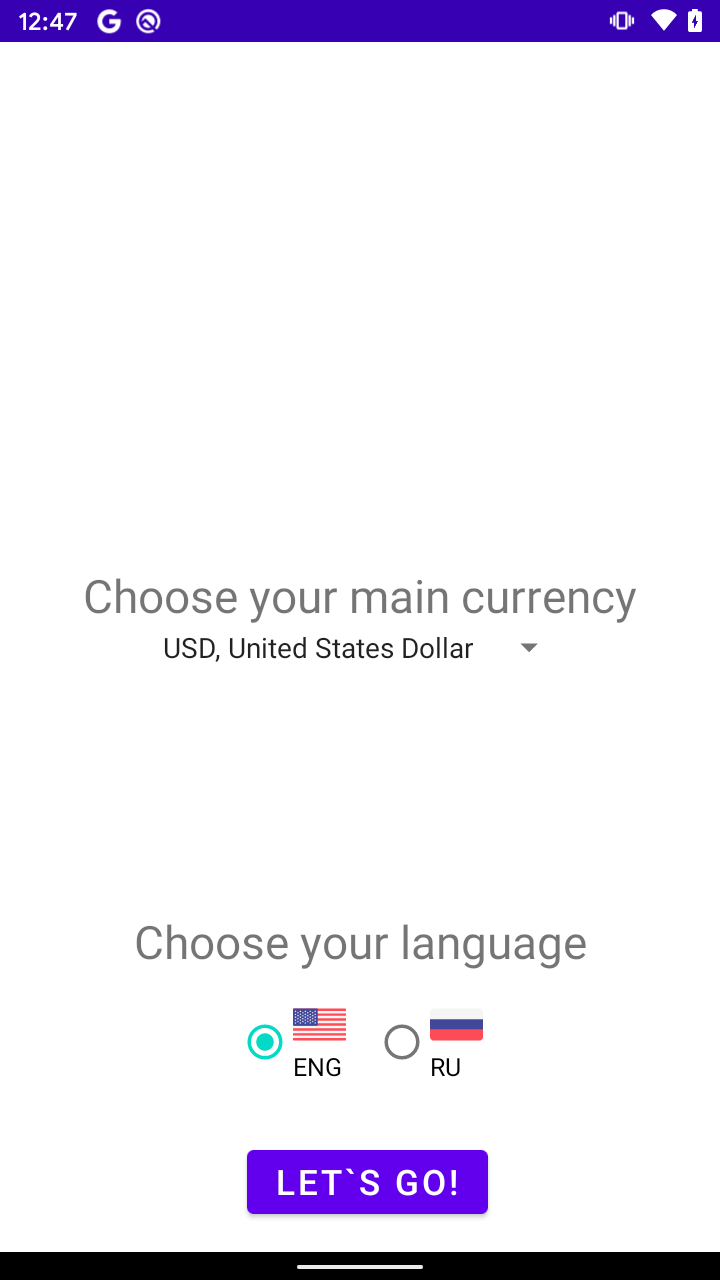 12:47
Choose your main currency
USD, United States Dollar
Choose your language
ENG
RU
LET`S GO!